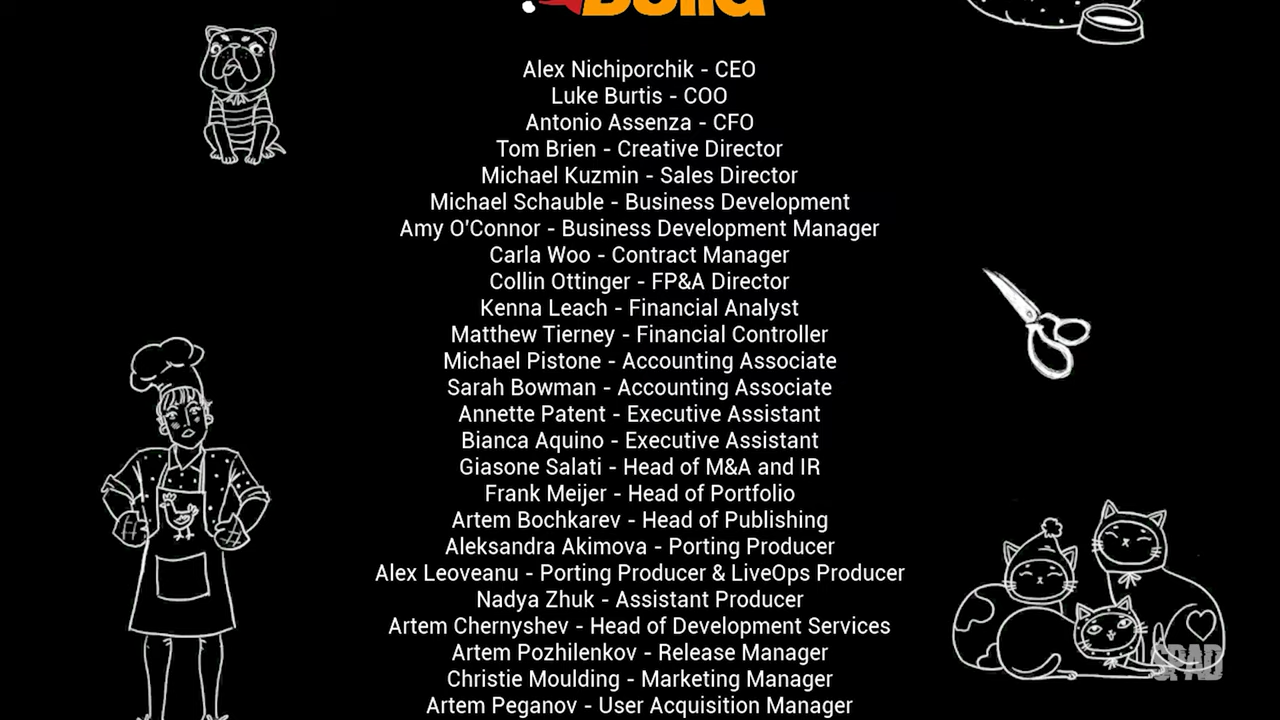 Build
Alex Nichiporchik - CEO
Luke Burtis - COO
Antonio Assenza - CFO
Tom Brien - Creative Director
Michael Kuzmin - Sales Director
Michael Schauble - Business Development
Amy O'Connor - Business Development Manager
Carla Woo - Contract Manager
Collin Ottinger - FP&A Director
Kenna Leach - Financial Analyst
Matthew Tierney - Financial Controller
Michael Pistone - Accounting Associate
Sarah Bowman - Accounting Associate
Annette Patent - Executive Assistant
Bianca Aquino - Executive Assistant
Giasone Salati - Head of M&A and IR
Frank Meijer - Head of Portfolio
Artem Bochkarev - Head of Publishing
Aleksandra Akimova - Porting Producer
Alex Leoveanu - Porting Producer & LiveOps Producer
Nadya Zhuk - Assistant Producer
Artem Chernyshev - Head of Development Services
Artem Pozhilenkov - Release Manager
Christie Moulding - Marketing Manager
Artem Peganov - User Acquisition Manager
SPAD